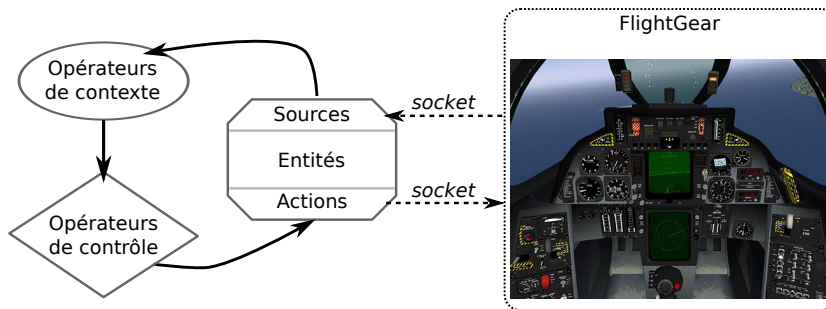 FlightGear
Opérateurs
de contexte
Sources
socket
Entités
Actions
socket
Opérateurs
de contrôle